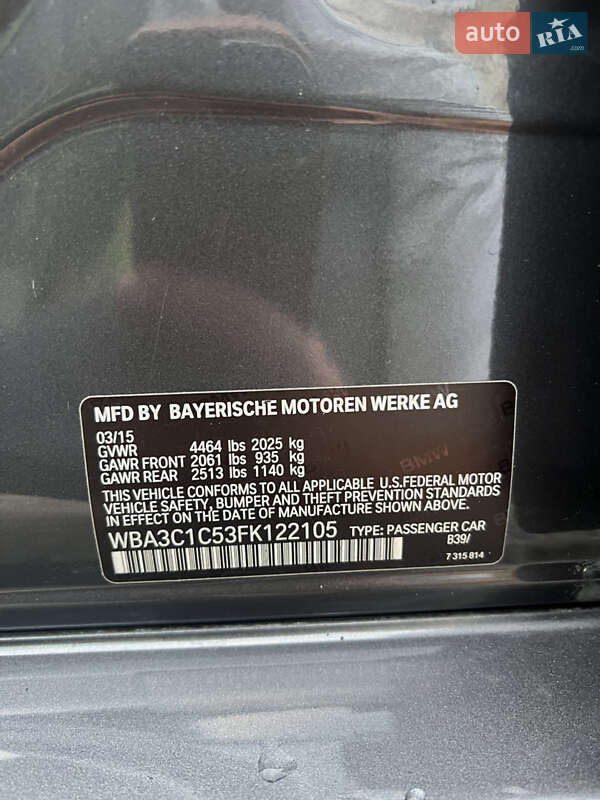 auto RIA
.com
MFD BY BAYERISCHE MOTOREN WERKE AG
03/15
GVWR 4464 lbs 2025 kg
GAWR FRONT 2061 lbs 935 kg
GAWR REAR 2513 lbs 1140 kg
THIS VEHICLE CONFORMS TO ALL APPLICABLE U.S.FEDERAL MOTOR
VEHICLE SAFETY, BUMPER AND THEFT PREVENTION STANDARDS
IN EFFECT ON THE DATE OF MANUFACTURE SHOWN ABOVE.
WBA3C1C53FK122105 TYPE: PASSENGER CAR
B39/
7 315 814
BMW